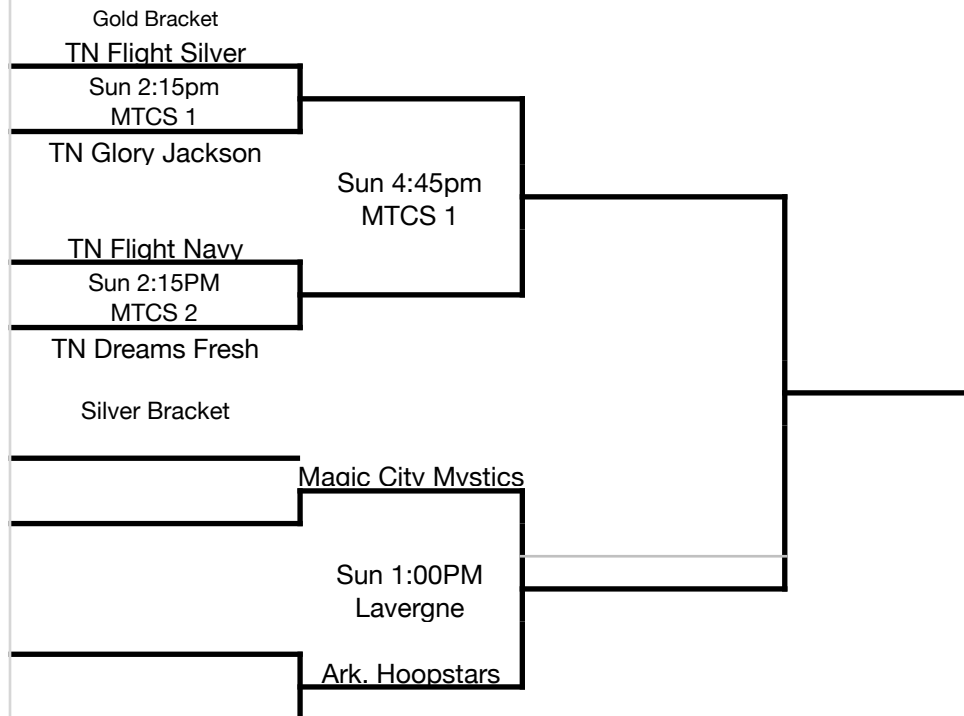 Gold Bracket
TN Flight Silver
Sun 2:15pm
MTCS 1
TN Glory Jackson
Sun 4:45pm
MTCS 1
TN Flight Navy
Sun 2:15PM
MTCS 2
TN Dreams Fresh
Silver Bracket
Magic City Mystics
Sun 1:00PM
Lavergne
Ark. Hoopstars